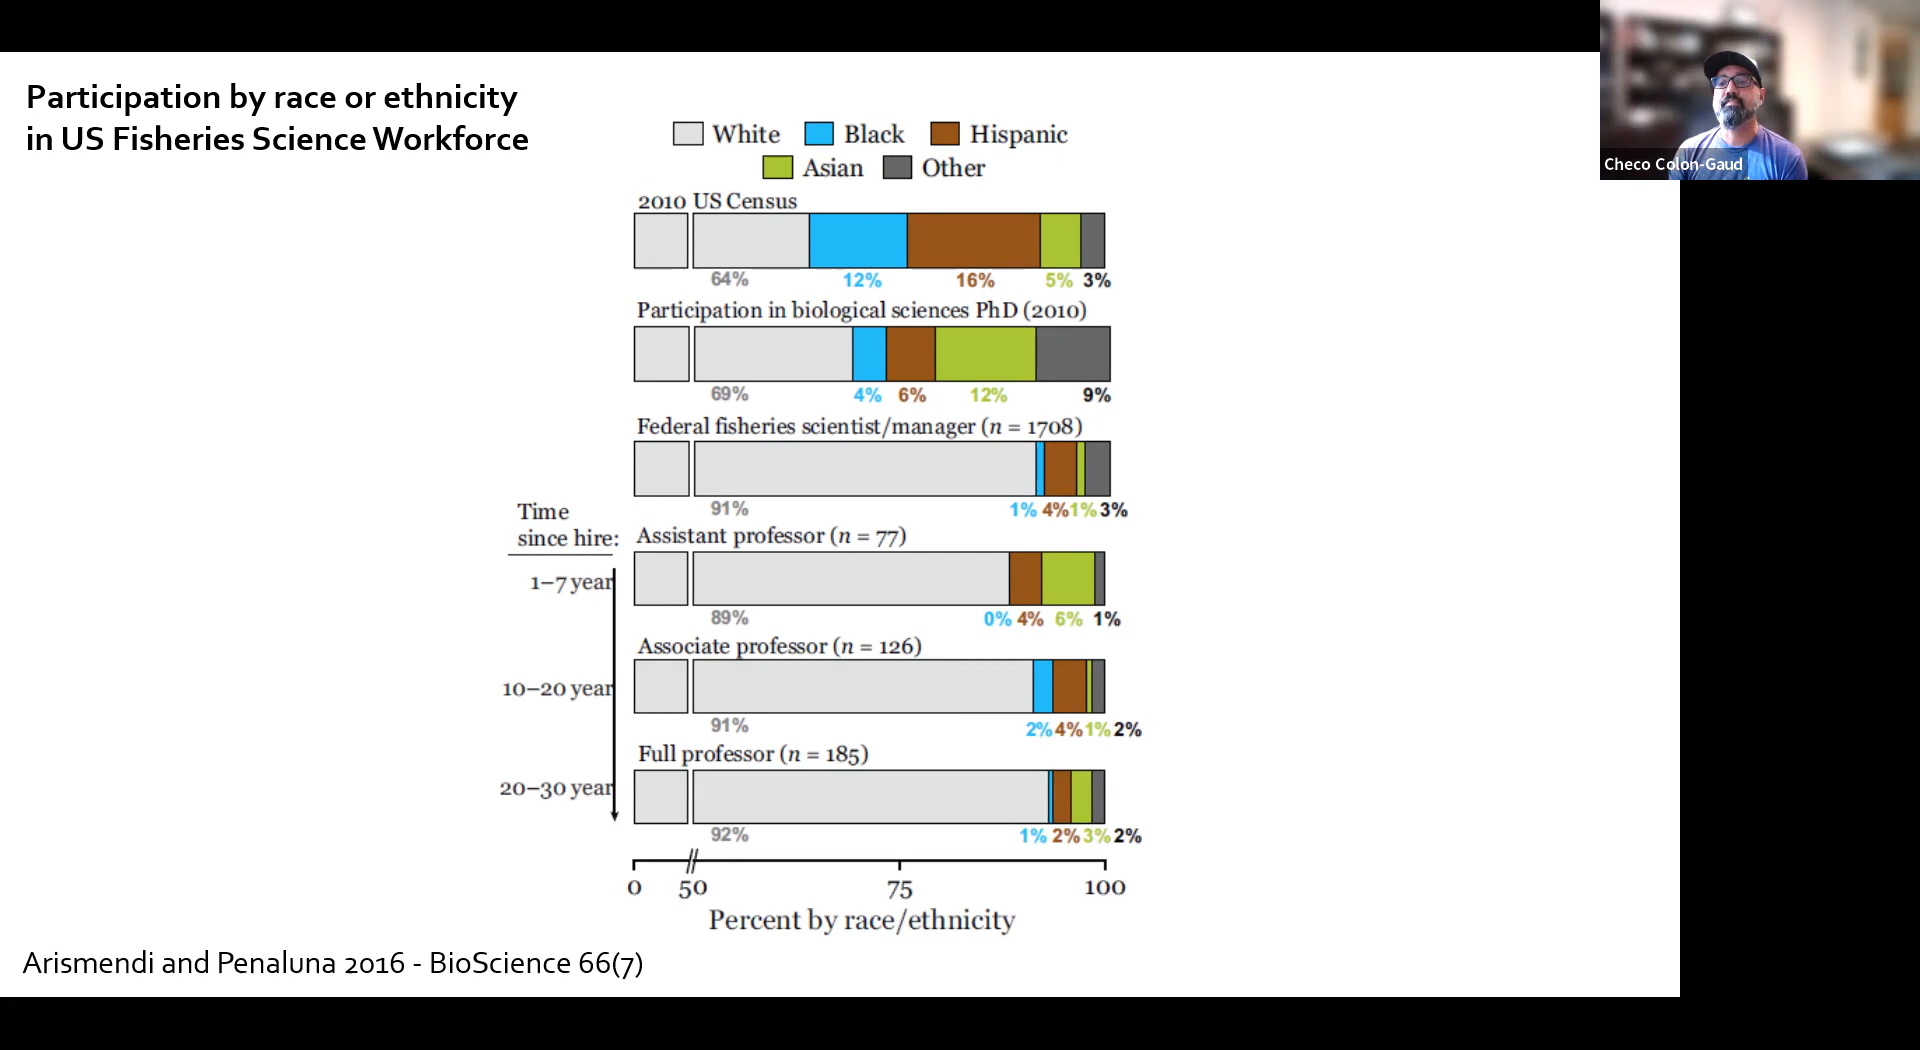 Participation by race or ethnicity
in US Fisheries Science Workforce
Checo Colon-Gaud
White Black Hispanic
Asian Other
2010 US Census
64% 12% 16% 5% 3%
Participation in biological sciences PhD (2010)
69% 4% 6% 12% 9%
Federal fisheries scientist/manager (n = 1708)
91% 1% 4% 1% 3%
Time
since hire:
Assistant professor (n = 77)
1–7 year
89% 0% 4% 6% 1%
Associate professor (n = 126)
10–20 year
91% 2% 4% 1% 2%
Full professor (n = 185)
20–30 year
92% 1% 2% 3% 2%
0 50 75 100
Percent by race/ethnicity
Arismendi and Penaluna 2016 - BioScience 66(7)